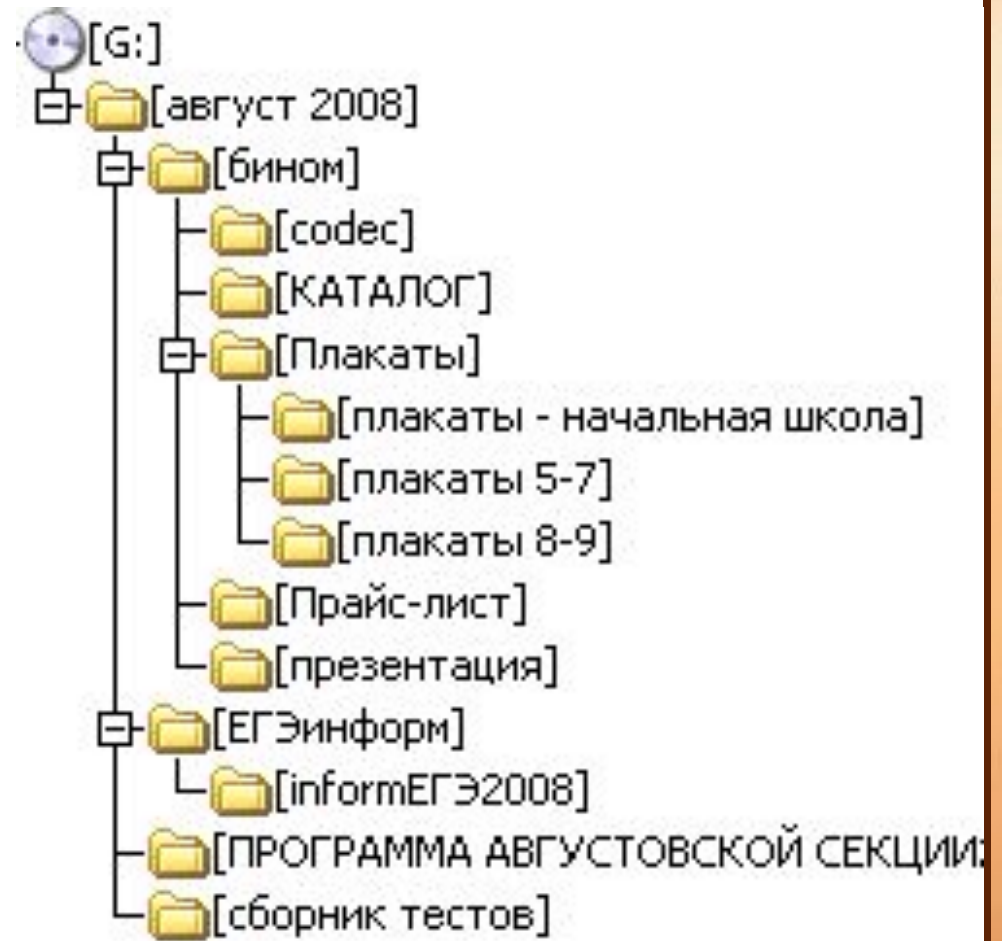 [G:]
[август 2008]
[бином]
[codec]
[КАТАЛОГ]
[Плакаты]
[плакаты - начальная школа]
[плакаты 5-7]
[плакаты 8-9]
[Прайс-лист]
[презентация]
[ЕГЭинформ]
[informЕГЭ2008]
[ПРОГРАММА АВГУСТОВСКОЙ СЕКЦИИ
[сборник тестов]